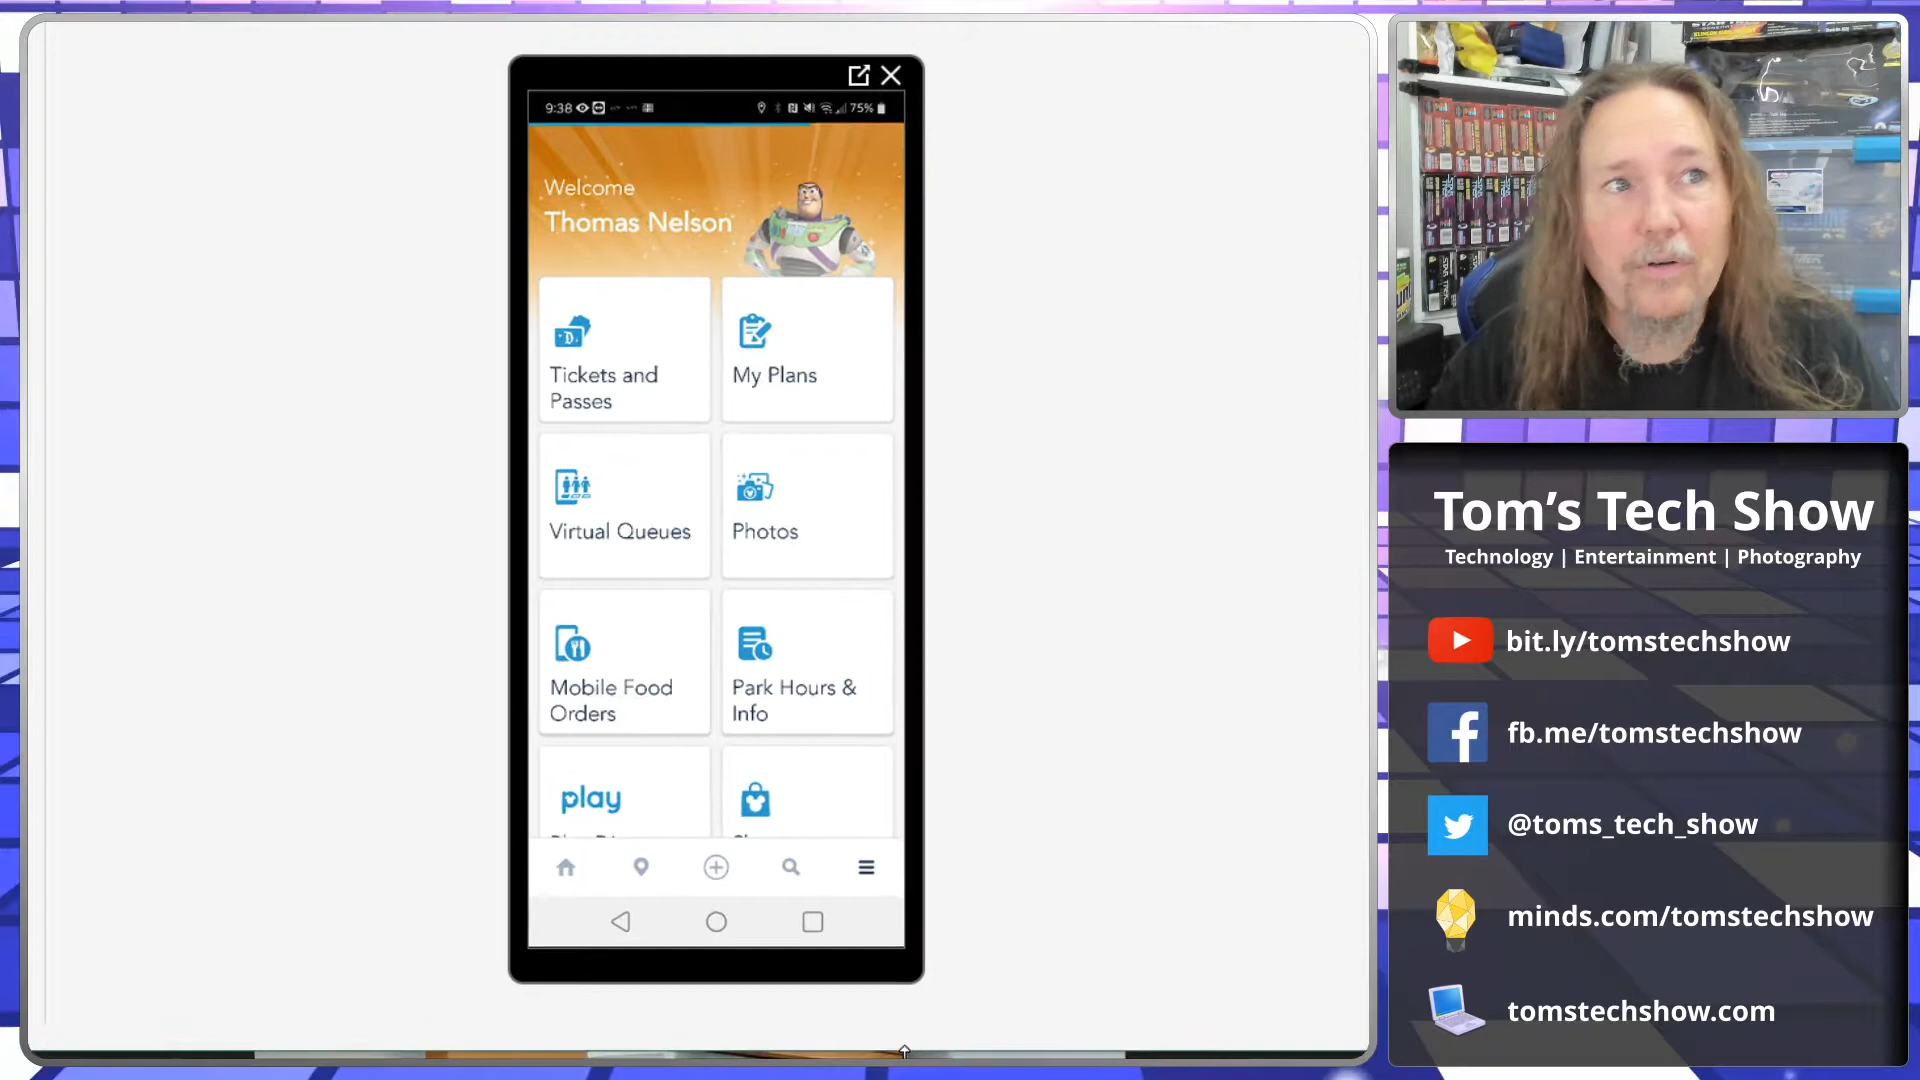 9:38
75%
Welcome
Thomas Nelson
Tickets and
Passes
My Plans
Virtual Queues
Photos
Mobile Food
Orders
Park Hours &
Info
play
Tom's Tech Show
Technology | Entertainment | Photography
bit.ly/tomstechshow
fb.me/tomstechshow
@toms_tech_show
minds.com/tomstechshow
tomstechshow.com